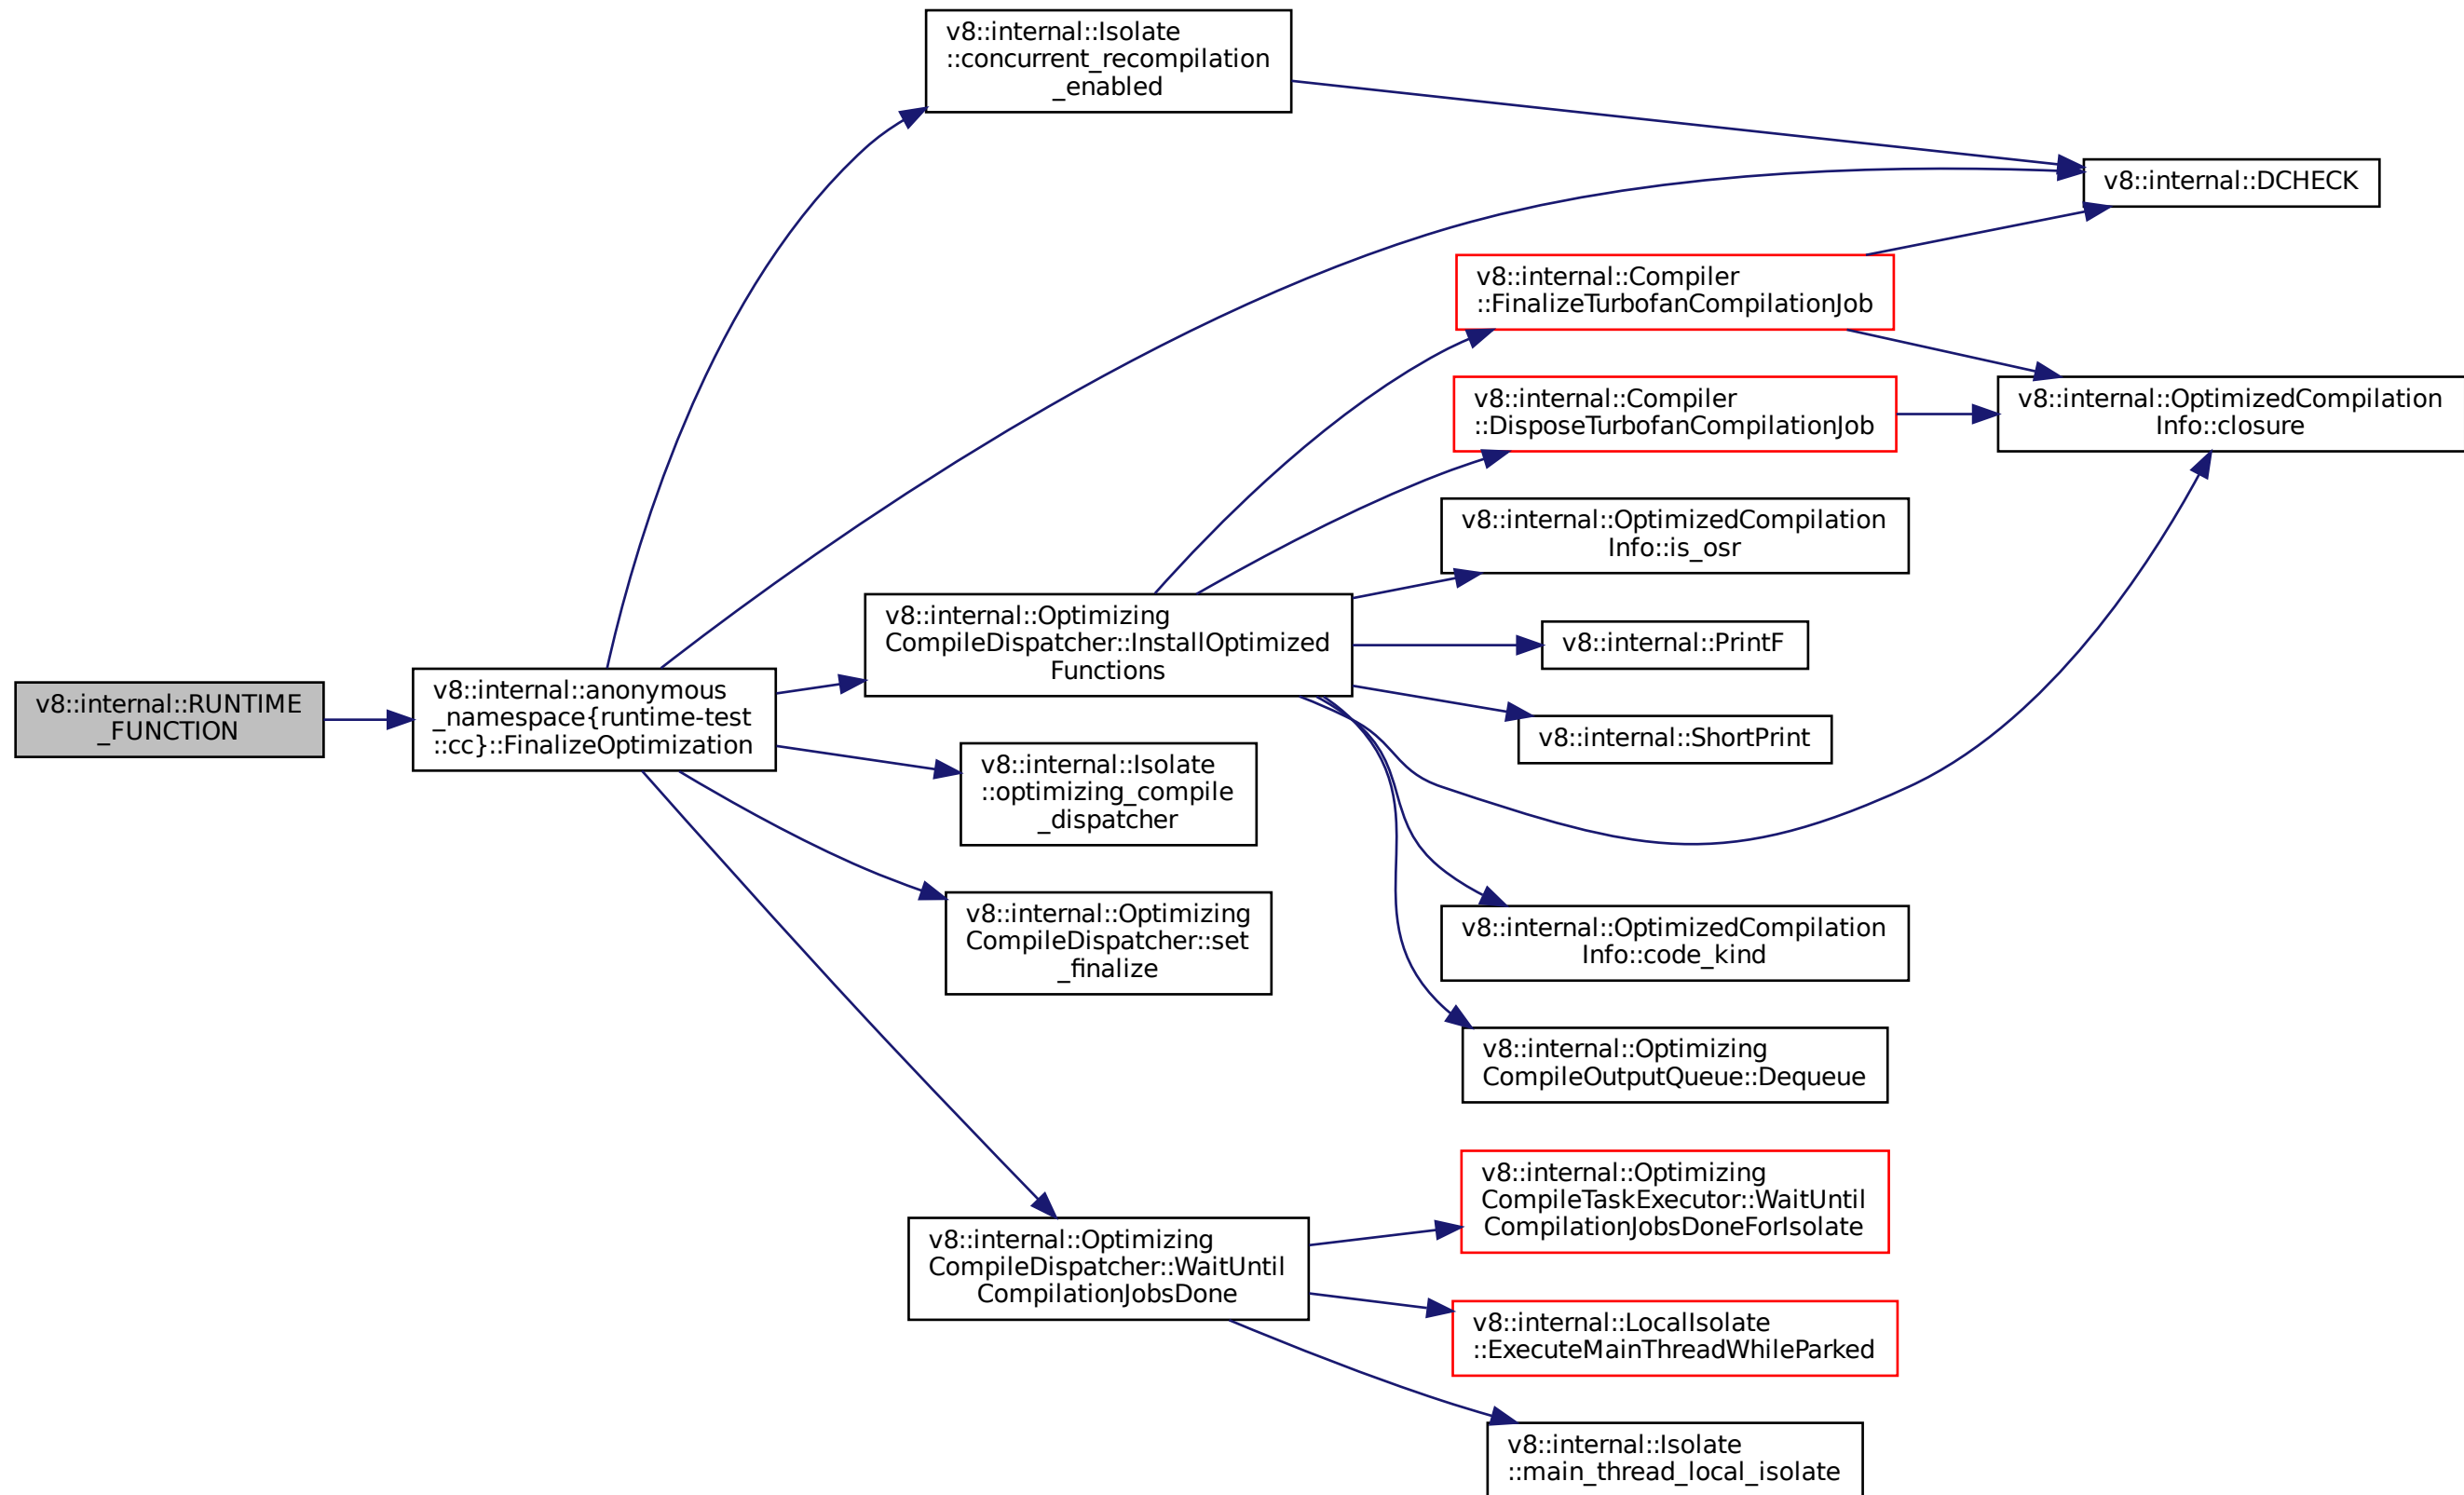 v8::internal::Isolate
::concurrent_recompilation
_enabled
v8::internal::DCHECK
v8::internal::Compiler
::FinalizeTurbofanCompilationJob
v8::internal::Compiler
::DisposeTurbofanCompilationJob
v8::internal::OptimizedCompilation
Info::closure
v8::internal::OptimizedCompilation
Info::is_osr
v8::internal::Optimizing
CompileDispatcher::InstallOptimized
Functions
v8::internal::PrintF
v8::internal::RUNTIME
_FUNCTION
v8::internal::anonymous
_namespace{runtime-test
::cc}::FinalizeOptimization
v8::internal::ShortPrint
v8::internal::Isolate
::optimizing_compile
_dispatcher
v8::internal::Optimizing
CompileDispatcher::set
_finalize
v8::internal::OptimizedCompilation
Info::code_kind
v8::internal::Optimizing
CompileOutputQueue::Dequeue
v8::internal::Optimizing
CompileTaskExecutor::WaitUntil
CompilationJobsDoneForIsolate
v8::internal::Optimizing
CompileDispatcher::WaitUntil
CompilationJobsDone
v8::internal::LocalIsolate
::ExecuteMainThreadWhileParked
v8::internal::Isolate
::main_thread_local_isolate